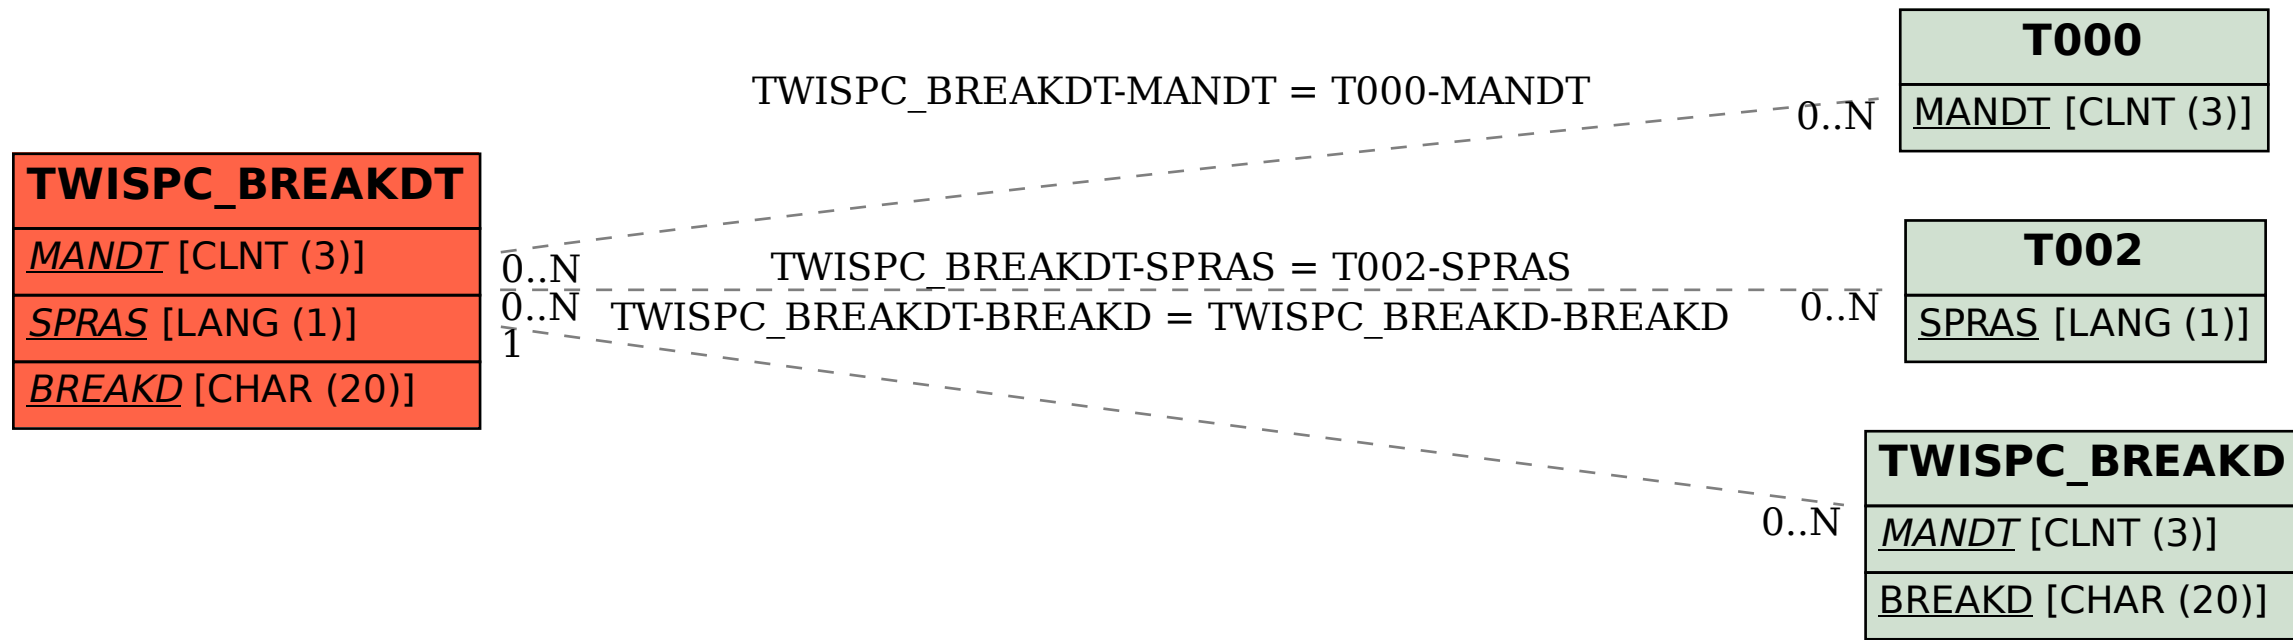 TWISPC_BREAKDT
MANDT [CLNT (3)]
SPRAS [LANG (1)]
BREAKD [CHAR (20)]
TWISPC_BREAKDT-MANDT = T000-MANDT
0..N
0..N
TWISPC_BREAKDT-SPRAS = T002-SPRAS
0..N
0..N
TWISPC_BREAKDT-BREAKD = TWISPC_BREAKD-BREAKD
1
0..N
T000
MANDT [CLNT (3)]
T002
SPRAS [LANG (1)]
TWISPC_BREAKD
MANDT [CLNT (3)]
BREAKD [CHAR (20)]